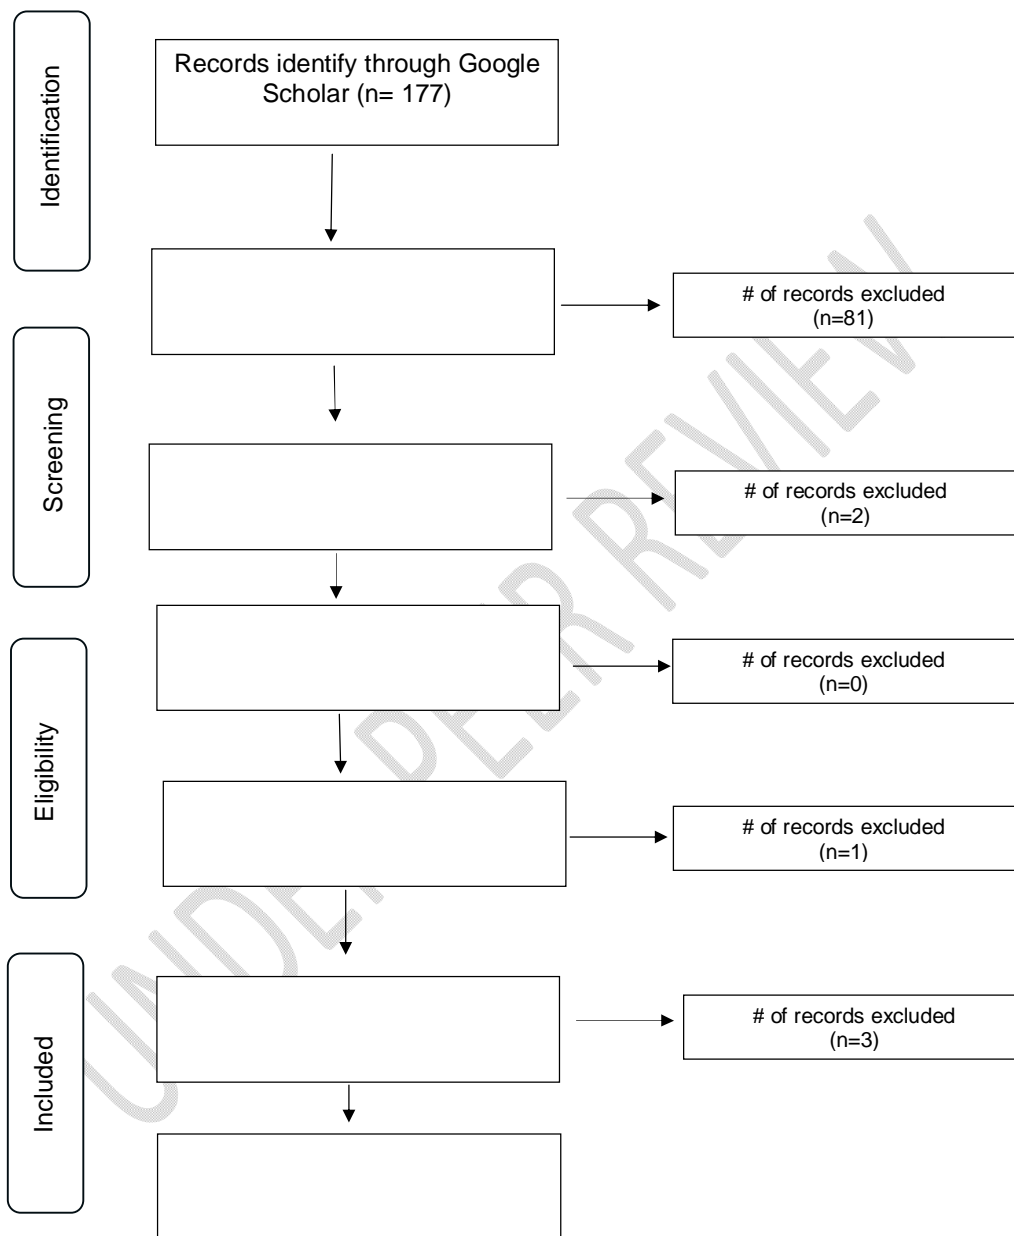 Identification
Records identify through Google
Scholar (n= 177)
# of records excluded
(n=81)
Screening
# of records excluded
(n=2)
Eligibility
# of records excluded
(n=0)
# of records excluded
(n=1)
Included
# of records excluded
(n=3)
UNDER PEER REVIEW